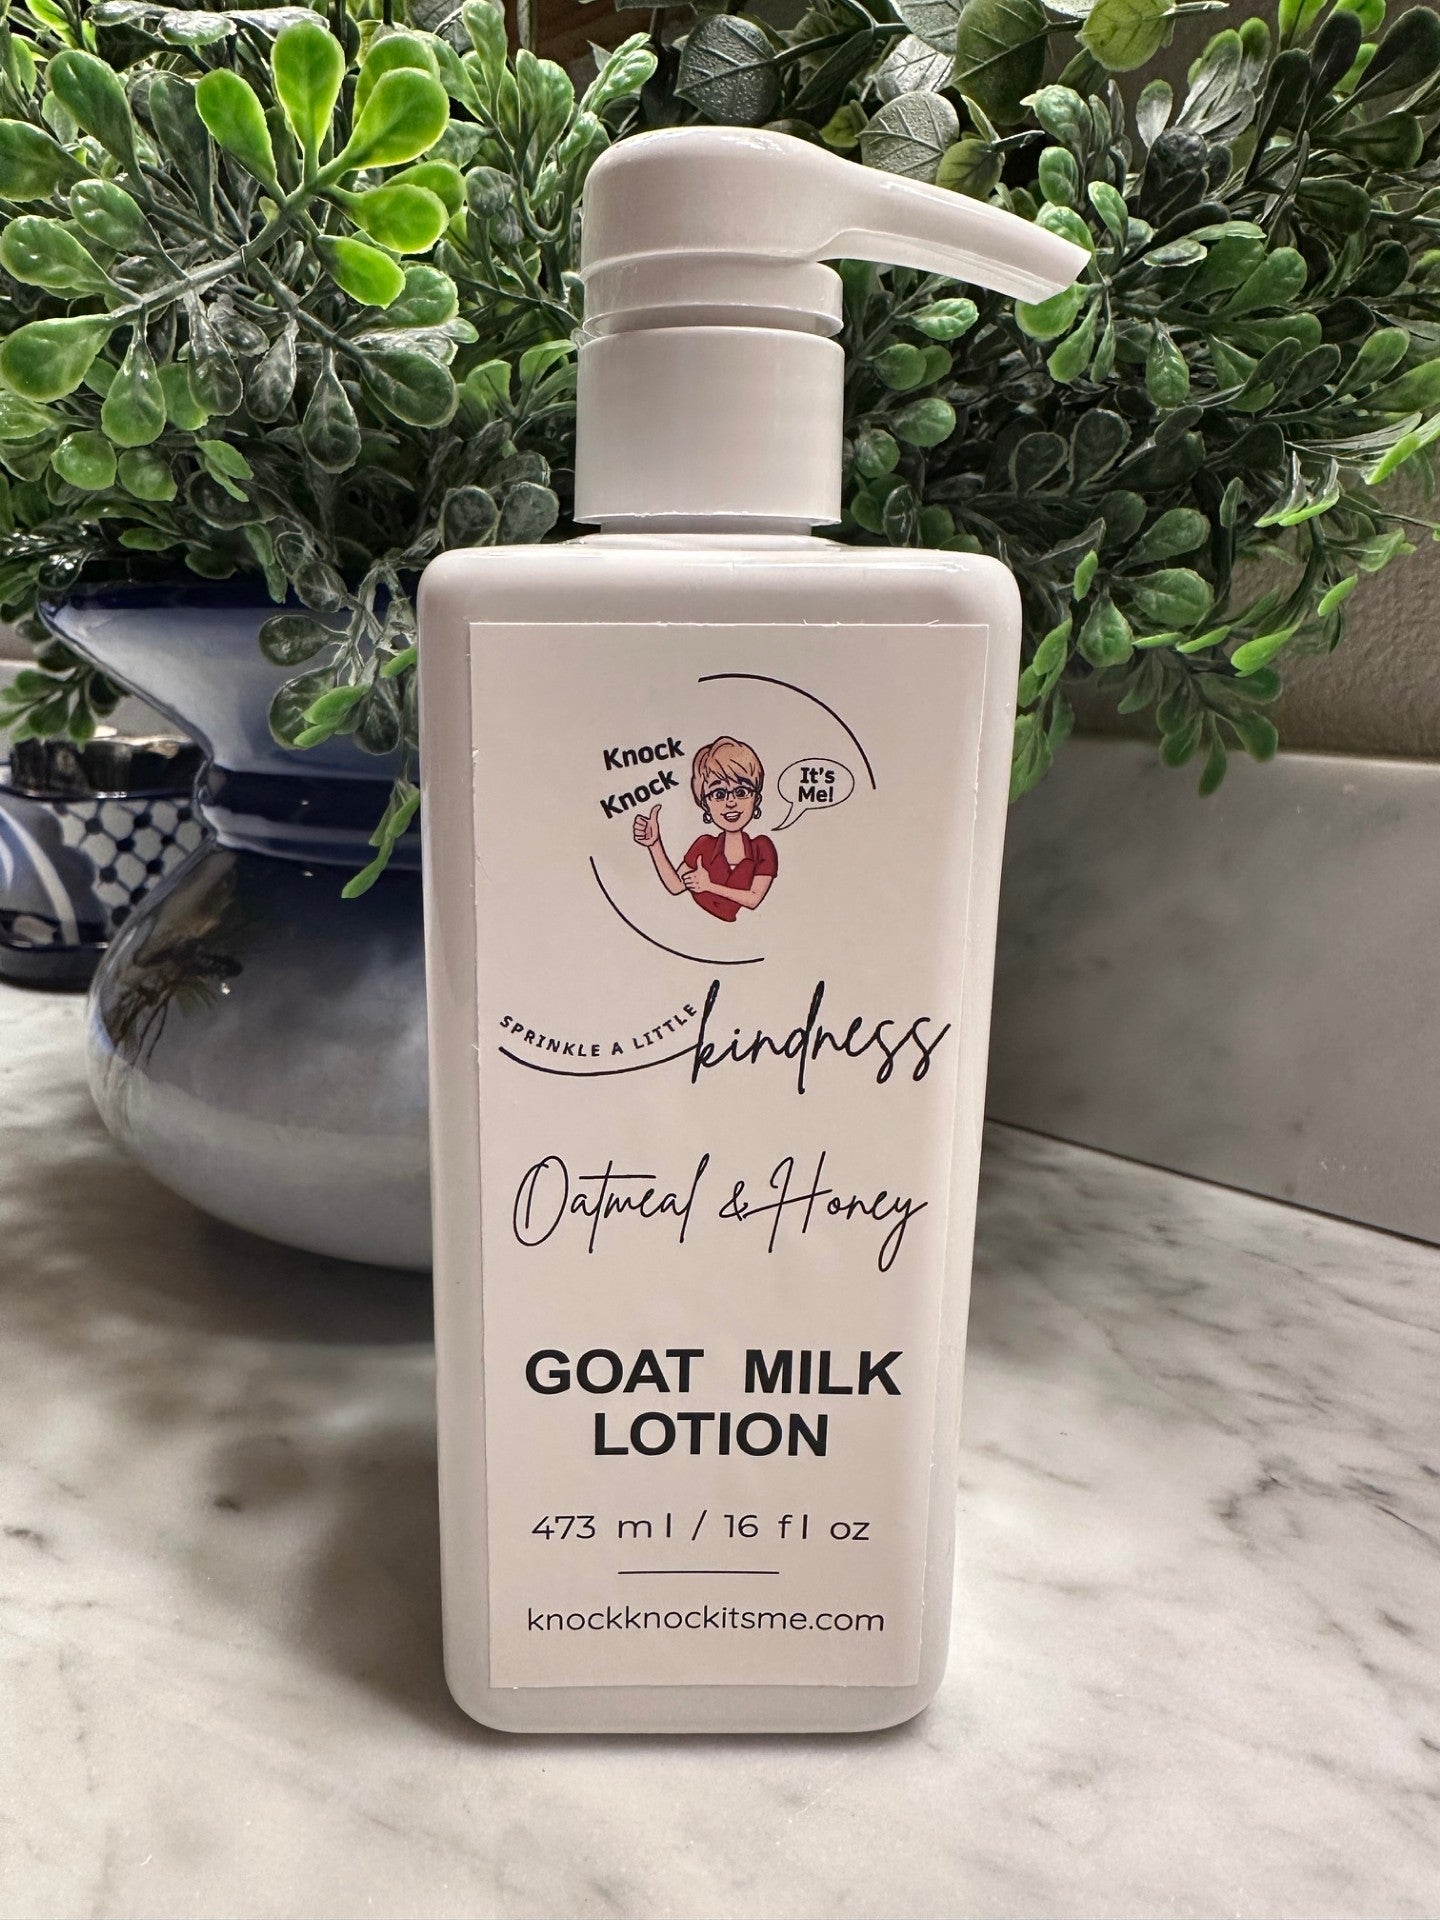 Knock
Knock
It's
Me!
SPRINKLE A LITTLE kindness
Oatmeal & Honey
GOAT MILK
LOTION
473 ml / 16 fl oz
knockknockitsme.com